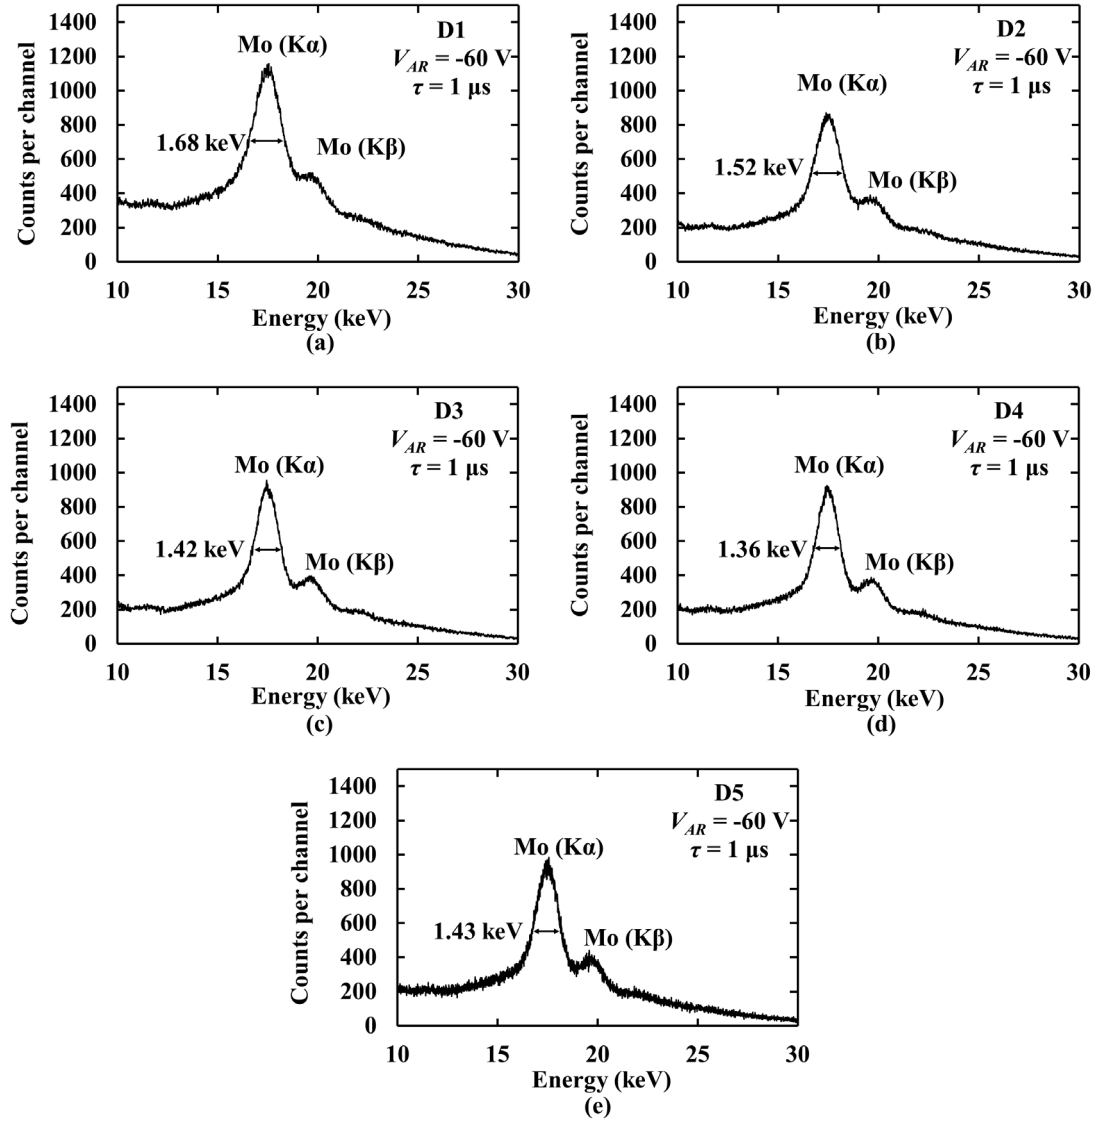 1400
1200
1000
800
600
400
200
0
Counts per channel
D1
V_AR = -60 V
τ = 1 µs
Mo (Kα)
1.68 keV
Mo (Kβ)
10 15 20 25 30
Energy (keV)
(a)
1400
1200
1000
800
600
400
200
0
Counts per channel
D2
V_AR = -60 V
τ = 1 µs
Mo (Kα)
1.52 keV
Mo (Kβ)
10 15 20 25 30
Energy (keV)
(b)
1400
1200
1000
800
600
400
200
0
Counts per channel
D3
V_AR = -60 V
τ = 1 µs
Mo (Kα)
1.42 keV
Mo (Kβ)
10 15 20 25 30
Energy (keV)
(c)
1400
1200
1000
800
600
400
200
0
Counts per channel
D4
V_AR = -60 V
τ = 1 µs
Mo (Kα)
1.36 keV
Mo (Kβ)
10 15 20 25 30
Energy (keV)
(d)
1400
1200
1000
800
600
400
200
0
Counts per channel
D5
V_AR = -60 V
τ = 1 µs
Mo (Kα)
1.43 keV
Mo (Kβ)
10 15 20 25 30
Energy (keV)
(e)